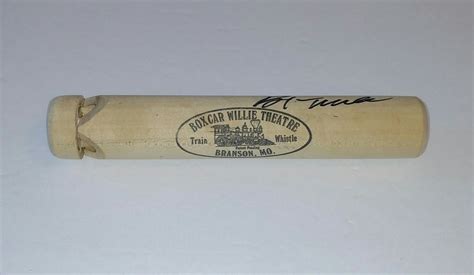 BOXCAR WILLIE THEATRE
Train Whistle
BRANSON, MO.